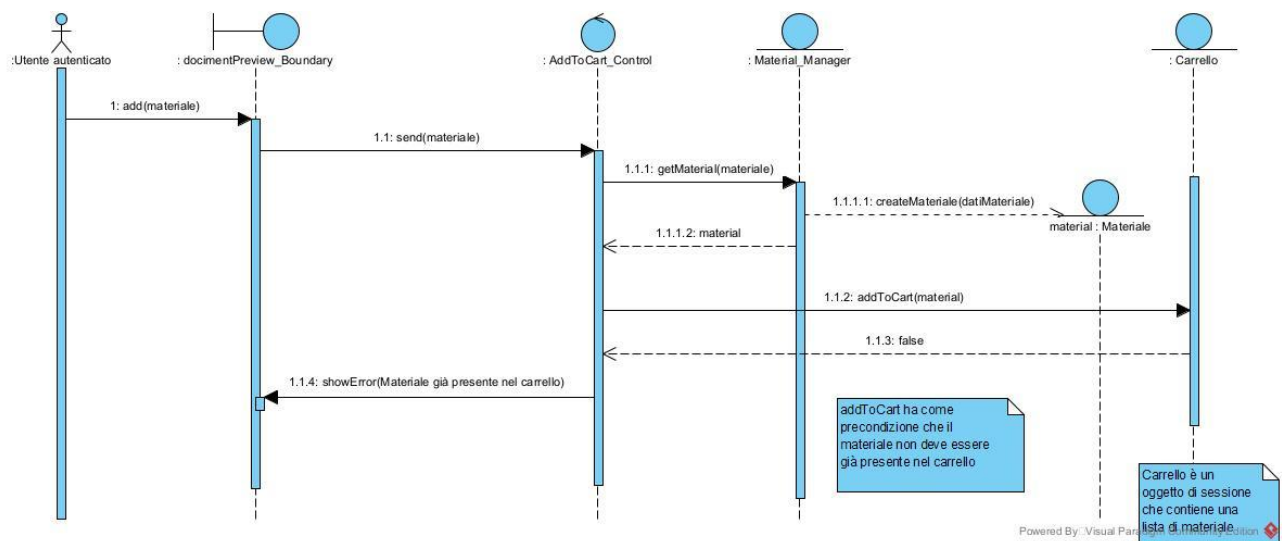 :Utente autenticato
: docimentPreview_Boundary
: AddToCart_Control
: Material_Manager
: Carrello
1: add(materiale)
1.1: send(materiale)
1.1.1: getMaterial(materiale)
1.1.1.1: createMateriale(datiMateriale)
material : Materiale
1.1.1.2: material
1.1.2: addToCart(material)
1.1.3: false
1.1.4: showError(Materiale già presente nel carrello)
addToCart ha come
precondizione che il
materiale non deve essere
già presente nel carrello
Carrello è un
oggetto di sessione
che contiene una
lista di materiale
Powered By Visual Paradigm Community Edition